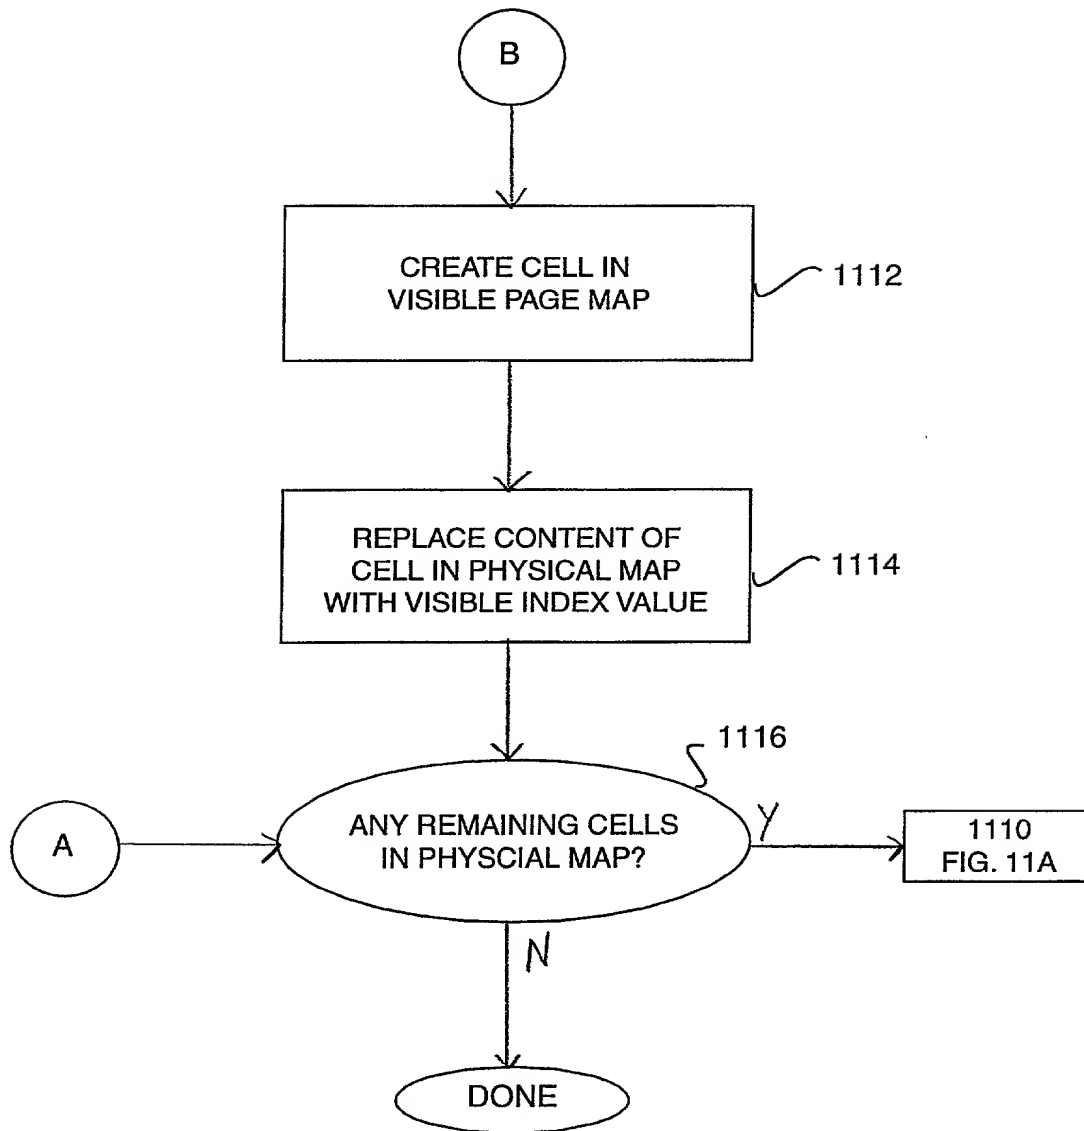 B
CREATE CELL IN
VISIBLE PAGE MAP
1112
REPLACE CONTENT OF
CELL IN PHYSICAL MAP
WITH VISIBLE INDEX VALUE
1114
1116
A
ANY REMAINING CELLS
IN PHYSCIAL MAP?
Y
1110
FIG. 11A
N
DONE